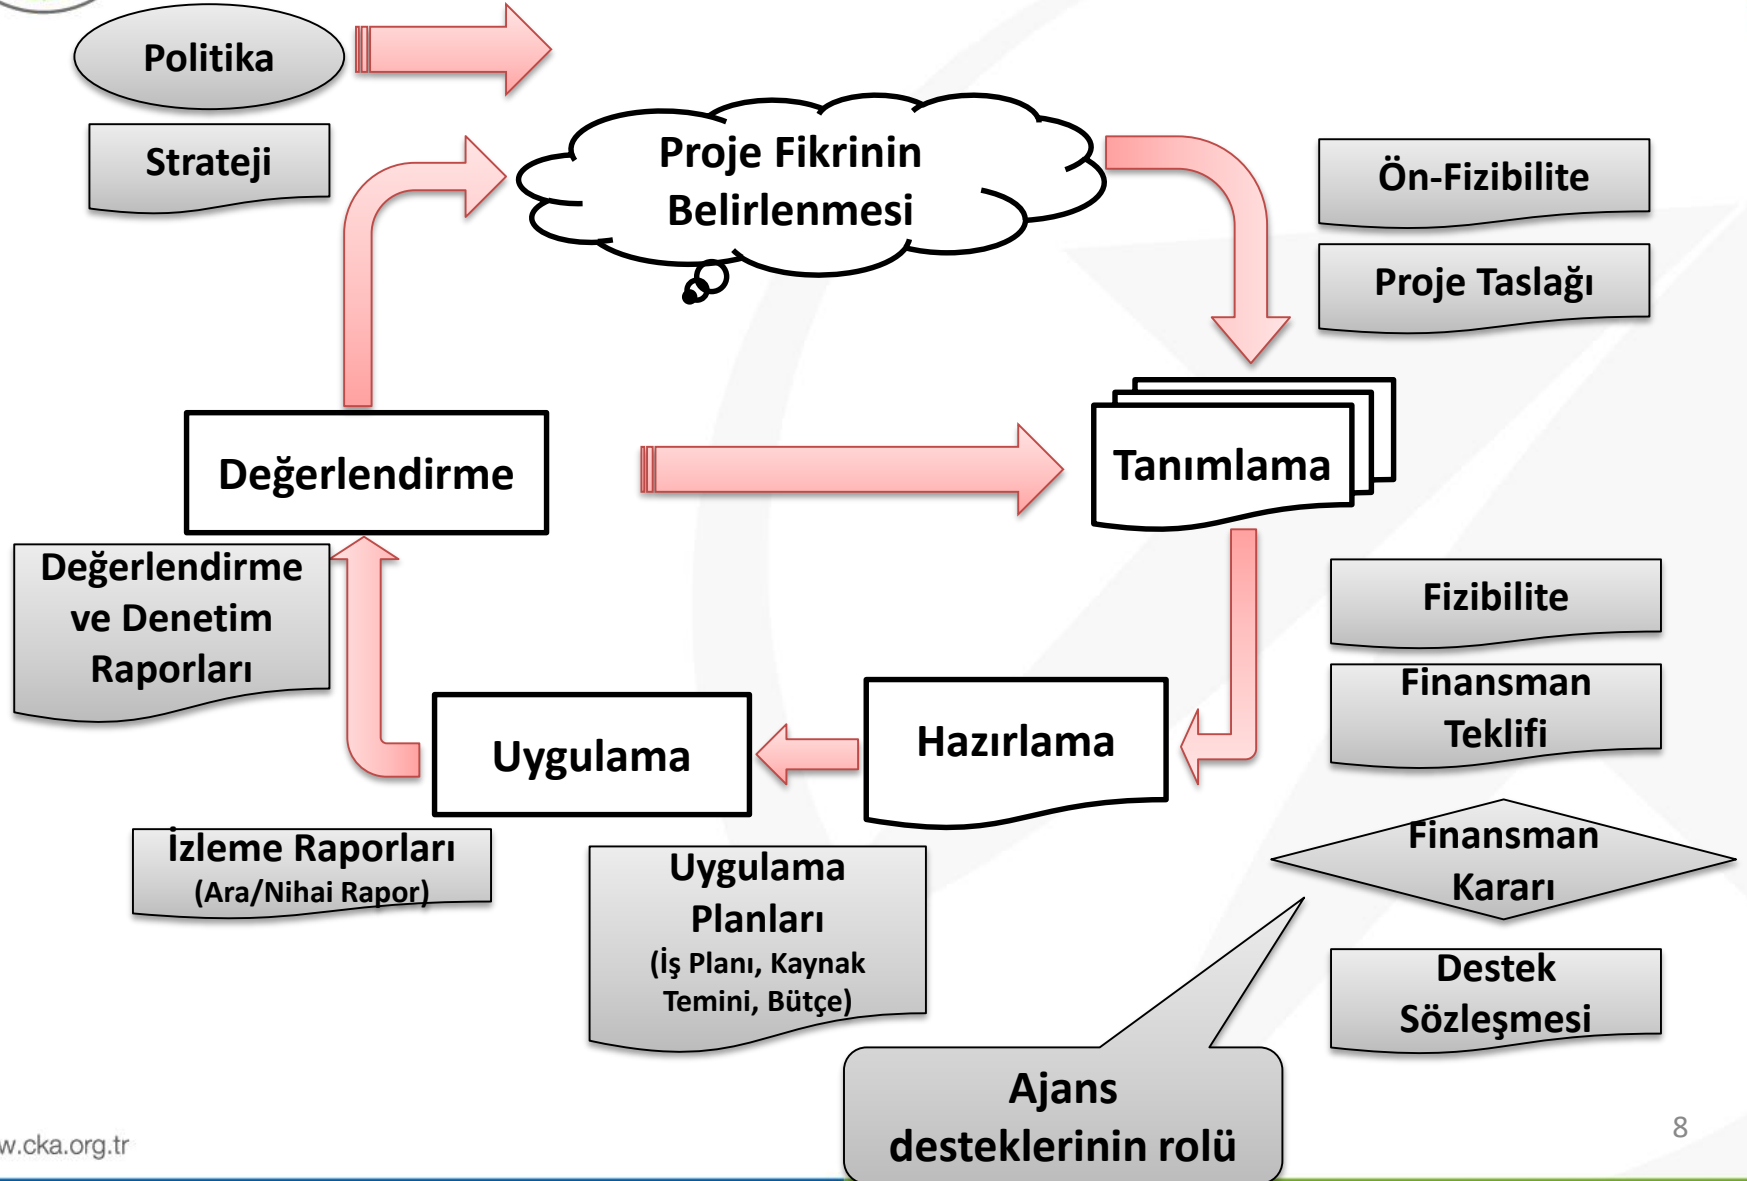 Politika
Strateji
Proje Fikrinin
Belirlenmesi
Ön-Fizibilite
Proje Taslağı
Değerlendirme
Tanımlama
Değerlendirme
ve Denetim
Raporları
Fizibilite
Finansman
Teklifi
Uygulama
Hazırlama
İzleme Raporları
(Ara/Nihai Rapor)
Uygulama
Planları
(İş Planı, Kaynak
Temini, Bütçe)
Finansman
Kararı
Destek
Sözleşmesi
Ajans
desteklerinin rolü
w.cka.org.tr
8